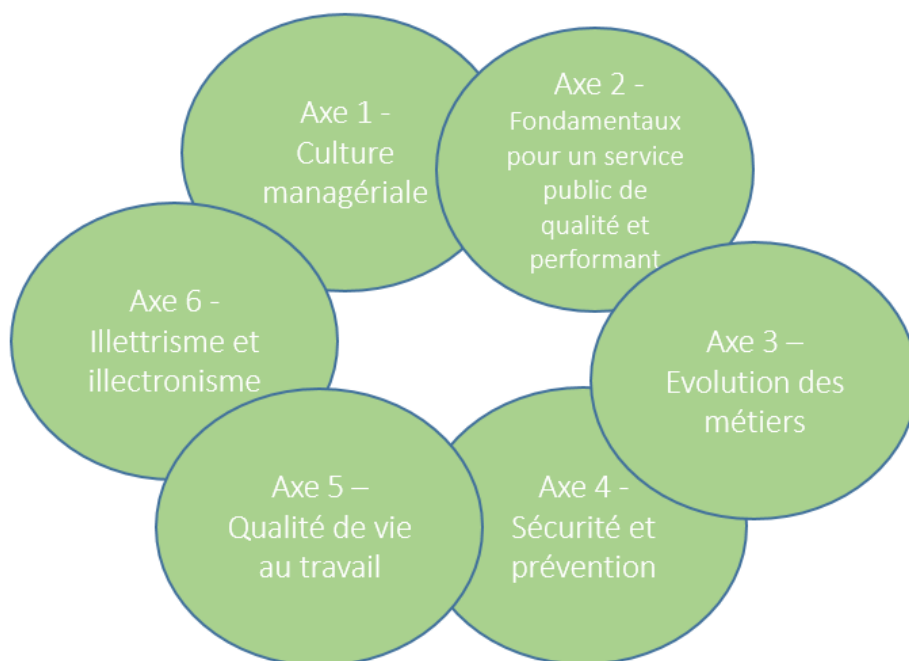 Axe 1 -
Culture
managériale
Axe 2 -
Fondamentaux
pour un service
public de
qualité et
performant
Axe 3 –
Evolution des
métiers
Axe 4 -
Sécurité et
prévention
Axe 5 –
Qualité de vie
au travail
Axe 6 -
Illettrisme et
illectronisme